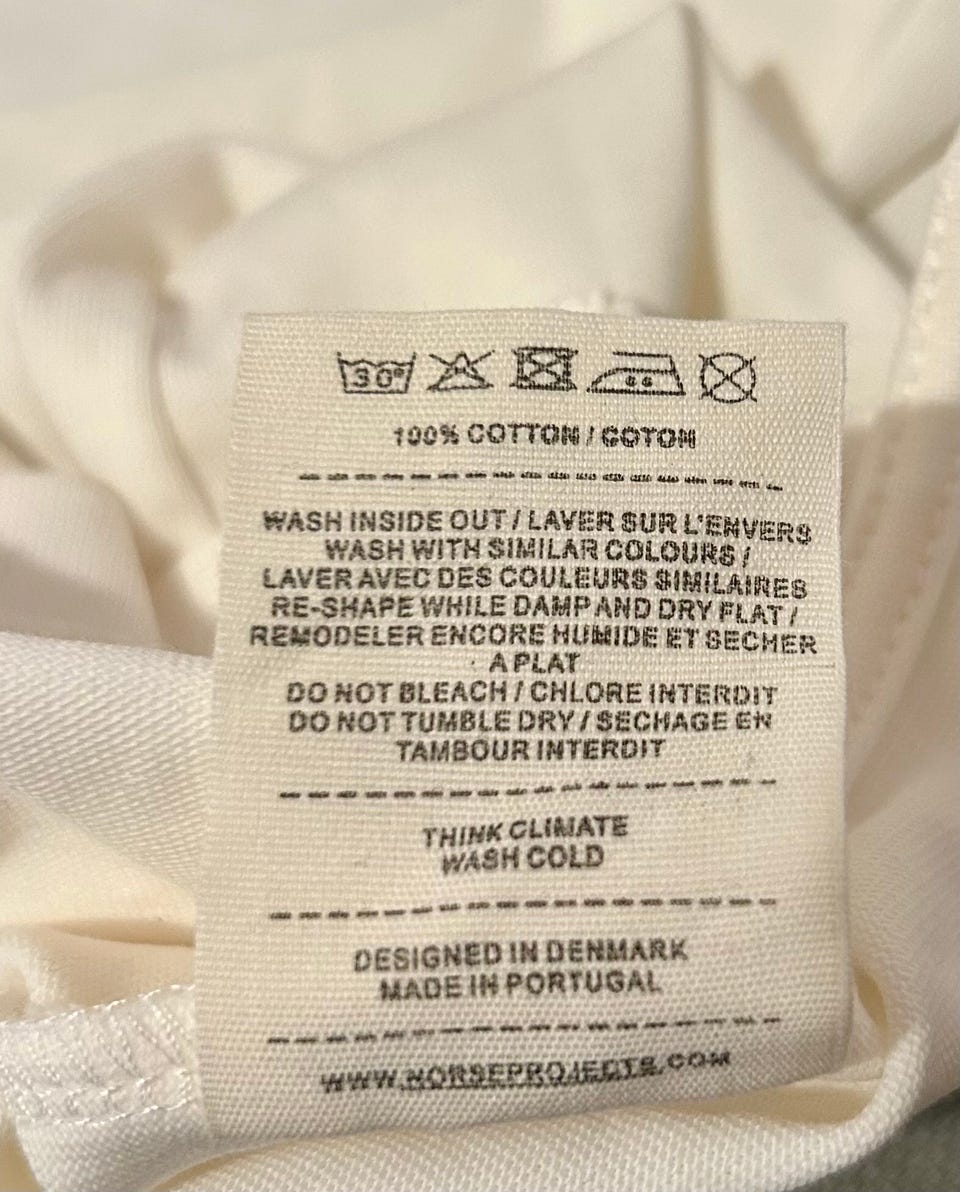 30°
100% COTTON / COTON
WASH INSIDE OUT / LAVER SUR L'ENVERS
WASH WITH SIMILAR COLOURS /
LAVER AVEC DES COULEURS SIMILAIRES
RE-SHAPE WHILE DAMP AND DRY FLAT /
REMODELER ENCORE HUMIDE ET SECHER
A PLAT
DO NOT BLEACH / CHLORE INTERDIT
DO NOT TUMBLE DRY / SECHAGE EN
TAMBOUR INTERDIT
THINK CLIMATE
WASH COLD
DESIGNED IN DENMARK
MADE IN PORTUGAL
WWW.NORSEPROJECTS.COM